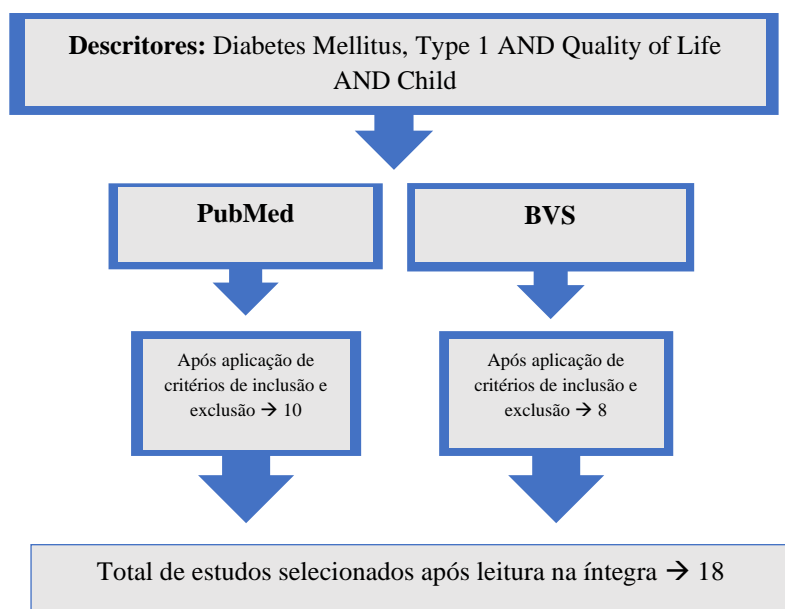 Descritores: Diabetes Mellitus, Type 1 AND Quality of Life
AND Child
PubMed
BVS
Após aplicação de
critérios de inclusão e
exclusão → 10
Após aplicação de
critérios de inclusão e
exclusão → 8
Total de estudos selecionados após leitura na íntegra → 18